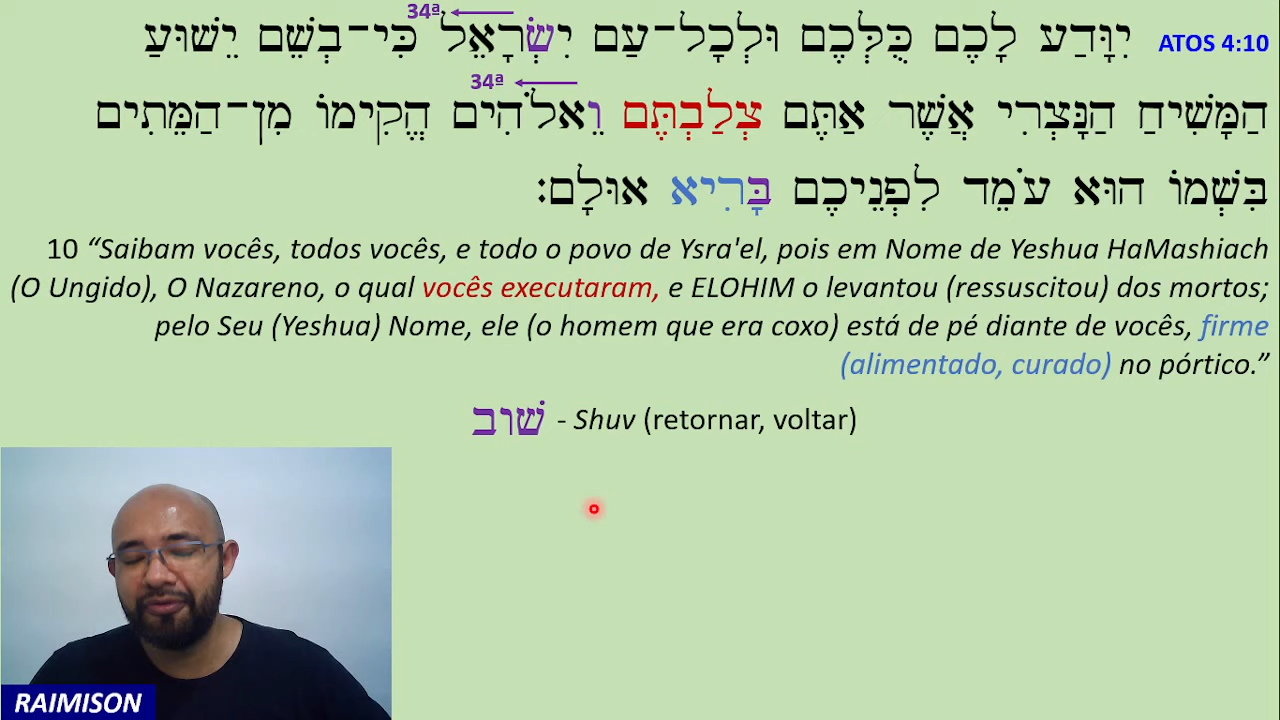 34ª
ATOS 4:10 יִוָּדַע לָכֶם כֻּלְּכֶם וּלְכָל־עַם יִשְׂרָאֵל כִּי־בְשֵׁם יֵשׁוּעַ
34ª
הַמָּשִׁיחַ הַנָּצְרִי אֲשֶׁר אַתֶּם צְלַבְתֶּם וֵאלֹהִים הֱקִימוֹ מִן־הַמֵּתִים
בִּשְׁמוֹ הוּא עֹמֵד לִפְנֵיכֶם בָּרִיא אוּלָם׃
10 “Saibam vocês, todos vocês, e todo o povo de Ysra'el, pois em Nome de Yeshua HaMashiach
(O Ungido), O Nazareno, o qual vocês executaram, e ELOHIM o levantou (ressuscitou) dos mortos;
pelo Seu (Yeshua) Nome, ele (o homem que era coxo) está de pé diante de vocês, firme
(alimentado, curado) no pórtico.”
שׁוּב - Shuv (retornar, voltar)
RAIMISON